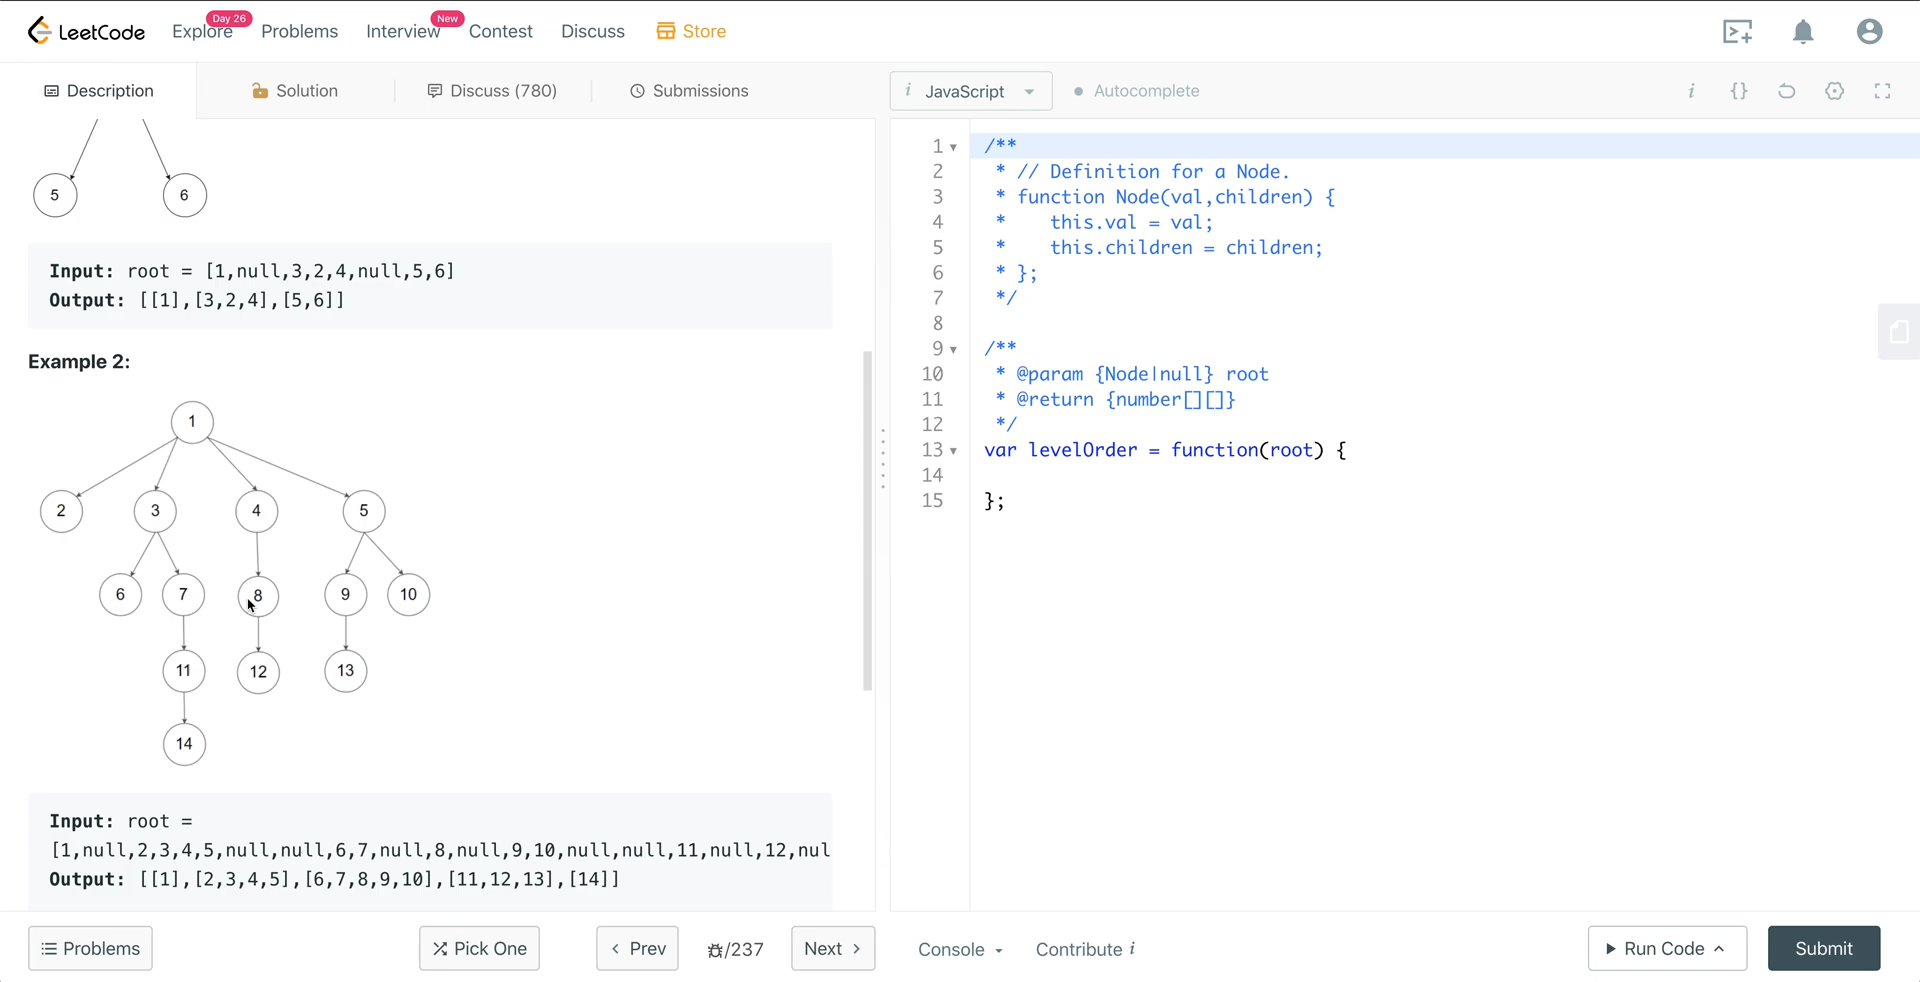 LeetCode
Explore
Day 26
Problems
Interview
New
Contest
Discuss
Store
Description
Solution
Discuss (780)
Submissions
i JavaScript
Autocomplete
i {}
5 6
Input: root = [1,null,3,2,4,null,5,6]
Output: [[1],[3,2,4],[5,6]]
Example 2:
1
2 3 4 5
6 7 8 9 10
11 12 13
14
Input: root =
[1,null,2,3,4,5,null,null,6,7,null,8,null,9,10,null,null,11,null,12,nul
Output: [[1],[2,3,4,5],[6,7,8,9,10],[11,12,13],[14]]
1 /**
2 * // Definition for a Node.
3 * function Node(val,children) {
4 *    this.val = val;
5 *    this.children = children;
6 * };
7 */
8
9 /**
10 * @param {Node|null} root
11 * @return {number[][]}
12 */
13 var levelOrder = function(root) {
14
15 };
Problems
Pick One
Prev
/237
Next
Console
Contribute i
Run Code
Submit